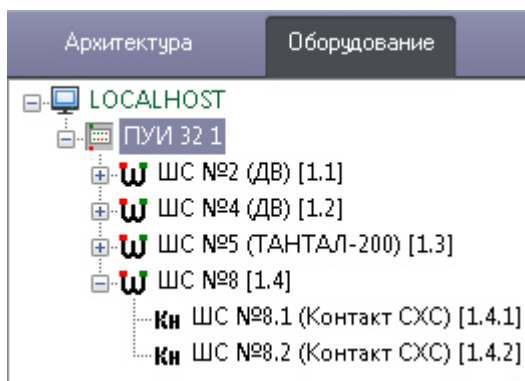 Архитектура Оборудование
LOCALHOST
ПУИ 32 1
ШС №2 (ДВ) [1.1]
ШС №4 (ДВ) [1.2]
ШС №5 (ТАНТАЛ-200) [1.3]
ШС №8 [1.4]
Кн ШС №8.1 (Контакт СХС) [1.4.1]
Кн ШС №8.2 (Контакт СХС) [1.4.2]